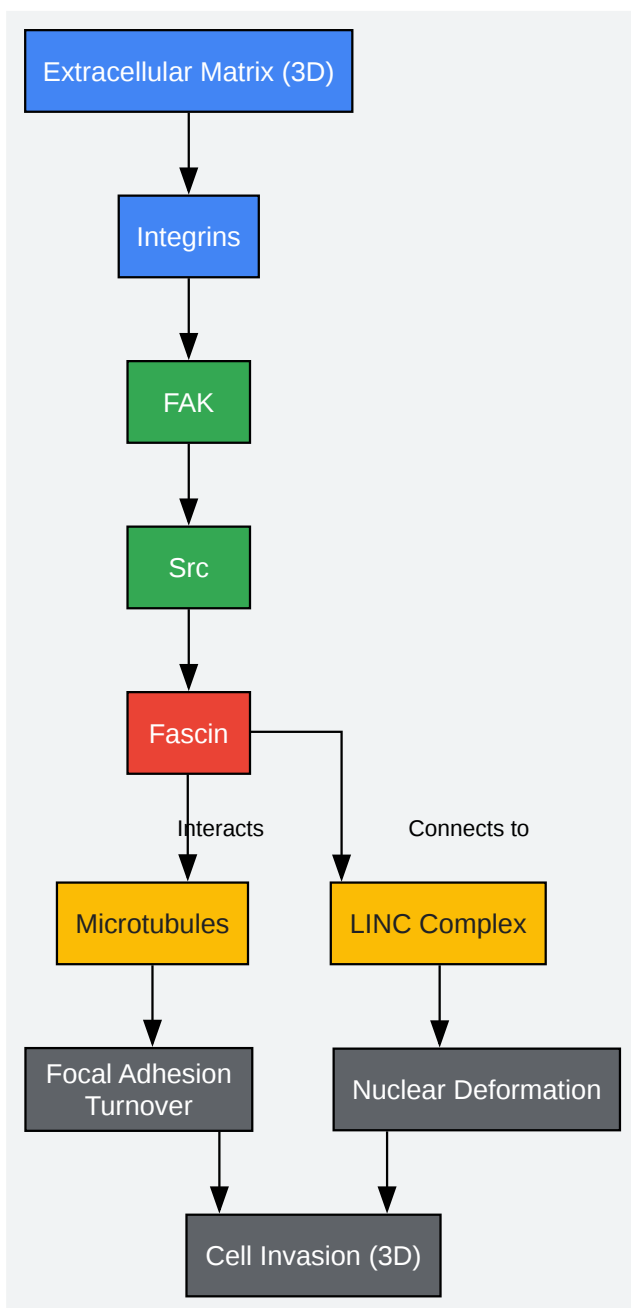 Extracellular Matrix (3D)
Integrins
FAK
Src
Fascin
Interacts
Connects to
Microtubules
LINC Complex
Focal Adhesion
Turnover
Nuclear Deformation
Cell Invasion (3D)